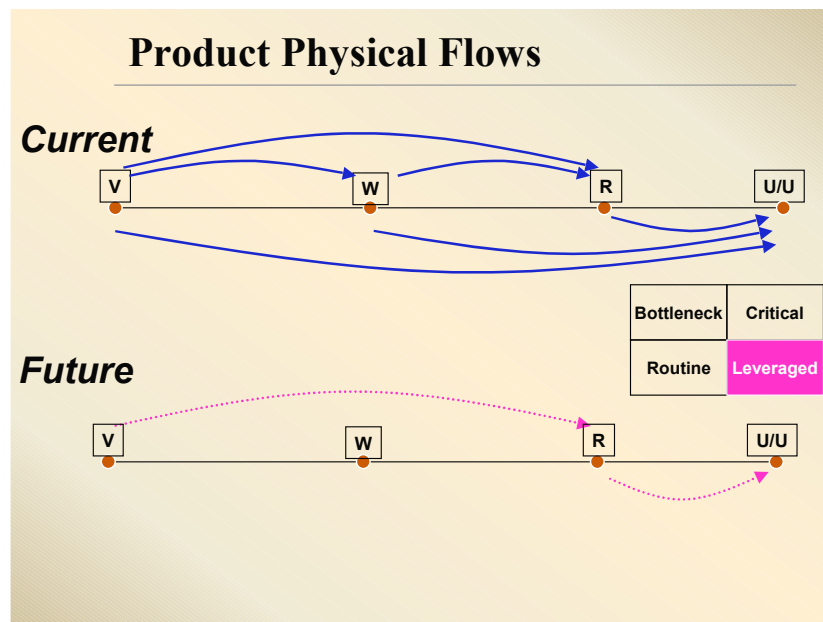 Product Physical Flows
Current
V
W
R
U/U
Bottleneck Critical
Routine Leveraged
Future
V
W
R
U/U